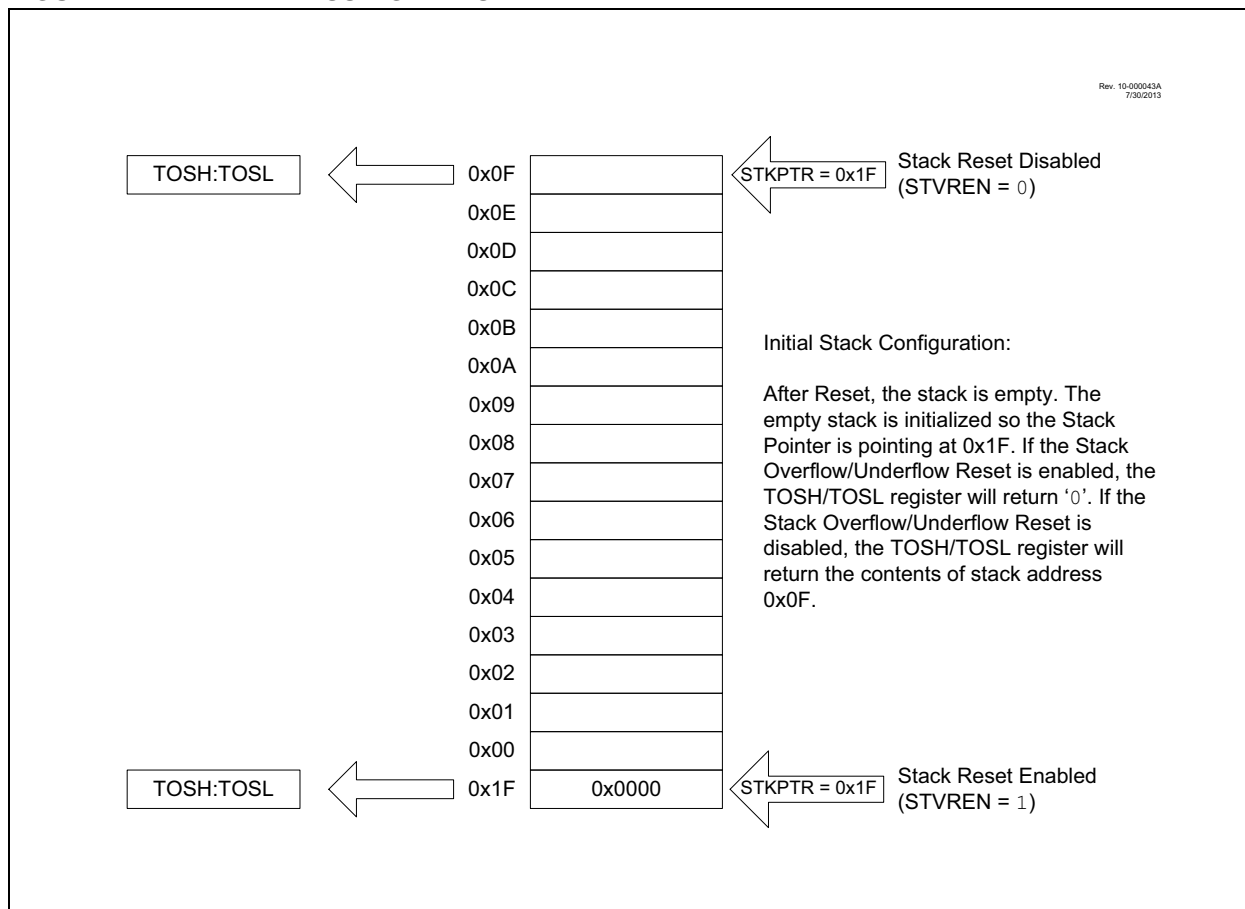 Rev. 10-000043A
7/30/2013
TOSH:TOSL
0x0F
STKPTR = 0x1F
Stack Reset Disabled
(STVREN = 0)
0x0E
0x0D
0x0C
0x0B
0x0A
0x09
0x08
0x07
0x06
0x05
0x04
0x03
0x02
0x01
0x00
Initial Stack Configuration:
After Reset, the stack is empty. The
empty stack is initialized so the Stack
Pointer is pointing at 0x1F. If the Stack
Overflow/Underflow Reset is enabled, the
TOSH/TOSL register will return ‘0’. If the
Stack Overflow/Underflow Reset is
disabled, the TOSH/TOSL register will
return the contents of stack address
0x0F.
TOSH:TOSL
0x1F
0x0000
STKPTR = 0x1F
Stack Reset Enabled
(STVREN = 1)